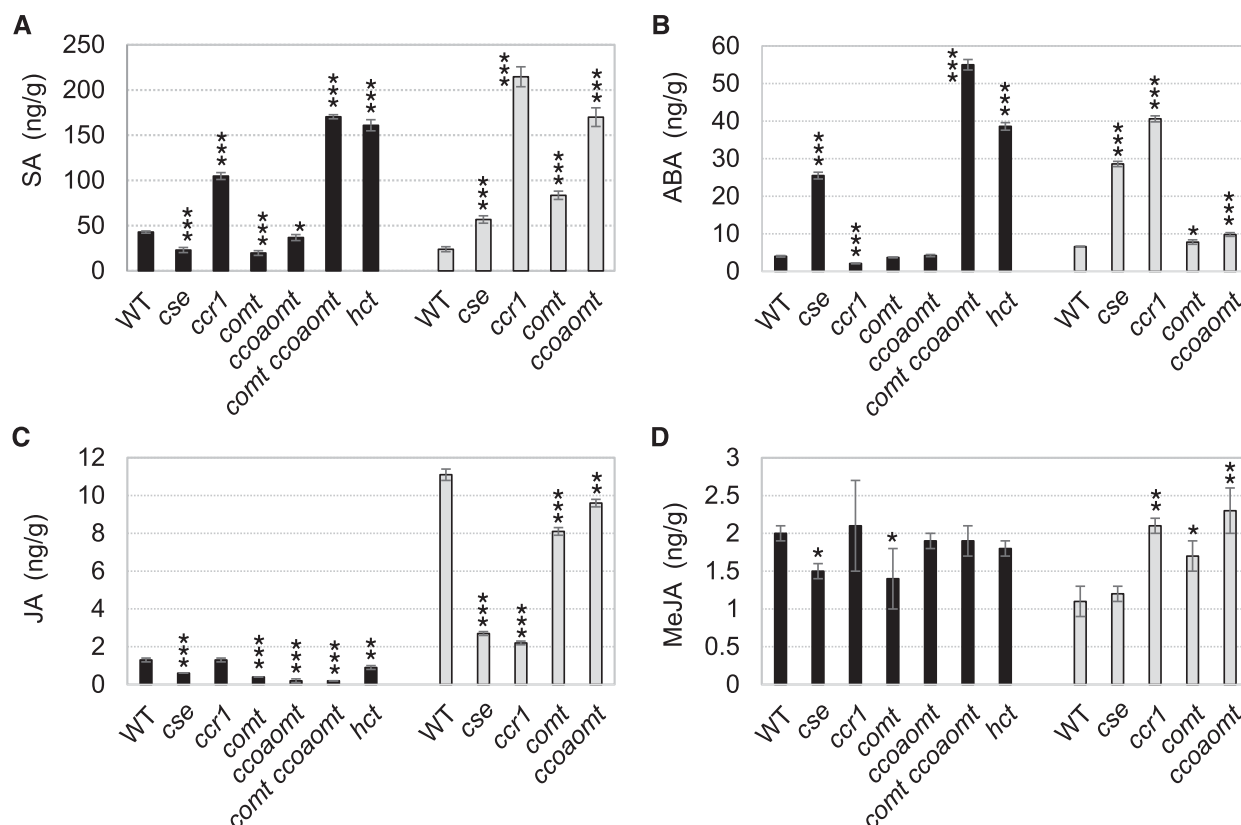 A
SA (ng/g)
250
200
150
100
50
0
***
***
***
*
***
***
***
***
***
***
WT
cse
ccr1
comt
ccoaomt
comt ccoaomt
hct
WT
cse
ccr1
comt
ccoaomt
B
ABA (ng/g)
60
50
40
30
20
10
0
***
***
***
***
***
***
*
***
WT
cse
ccr1
comt
ccoaomt
comt ccoaomt
hct
WT
cse
ccr1
comt
ccoaomt
C
JA (ng/g)
12
10
8
6
4
2
0
***
***
***
***
**
***
***
***
**
WT
cse
ccr1
comt
ccoaomt
comt ccoaomt
hct
WT
cse
ccr1
comt
ccoaomt
D
MeJA (ng/g)
3
2.5
2
1.5
1
0.5
0
*
*
**
*
**
WT
cse
ccr1
comt
ccoaomt
comt ccoaomt
hct
WT
cse
ccr1
comt
ccoaomt